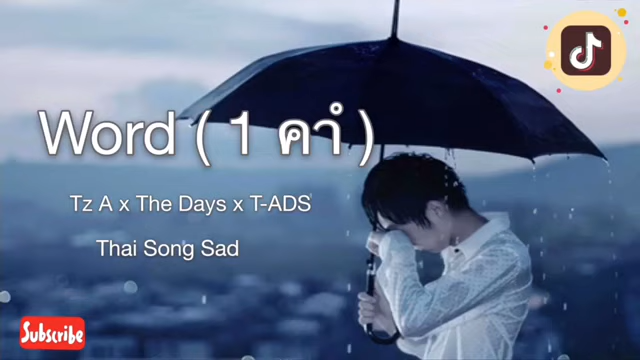 Word ( 1 คำ )
Tz A x The Days x T-ADS
Thai Song Sad
Subscribe